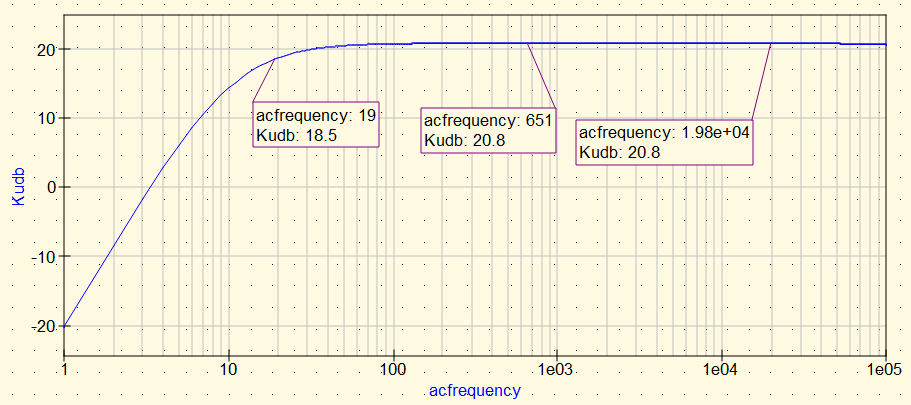 20
10
0
-10
-20
Kudb
acfrequency: 19
Kudb: 18.5
acfrequency: 651
Kudb: 20.8
acfrequency: 1.98e+04
Kudb: 20.8
1
10
100
1e03
1e04
1e05
acfrequency